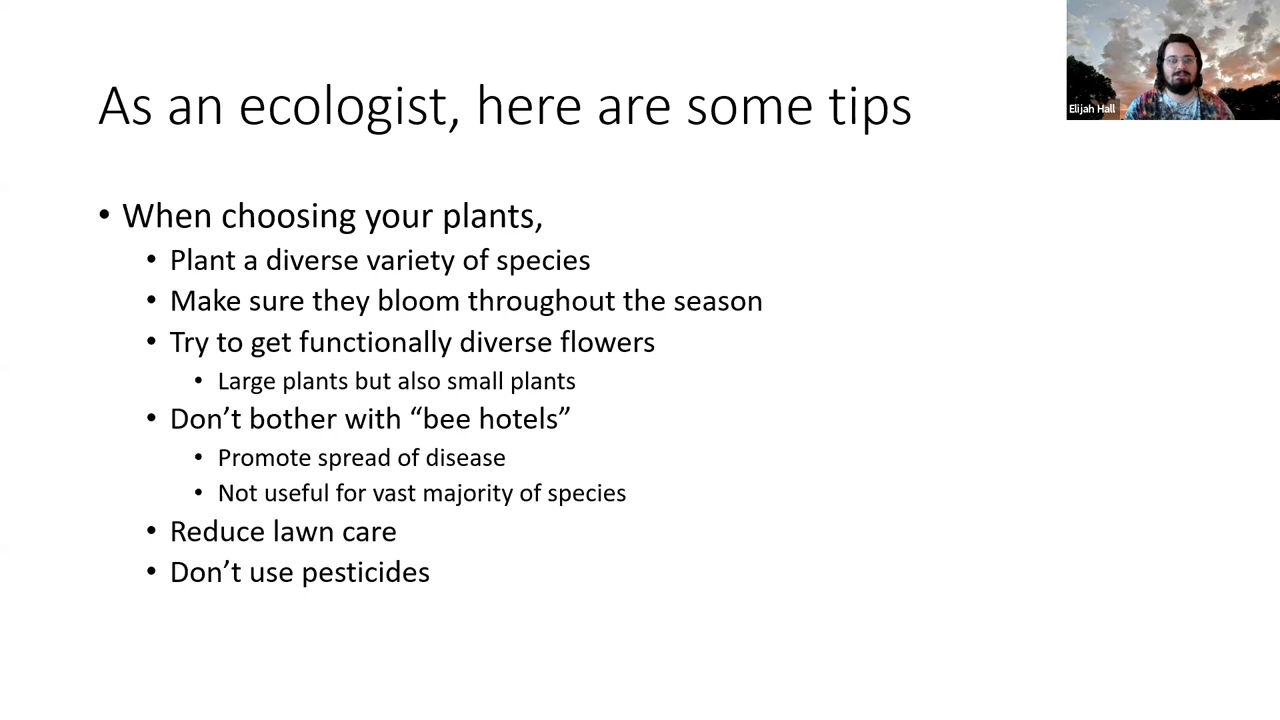 As an ecologist, here are some tips
Elijah Hall
• When choosing your plants,
• Plant a diverse variety of species
• Make sure they bloom throughout the season
• Try to get functionally diverse flowers
• Large plants but also small plants
• Don’t bother with “bee hotels”
• Promote spread of disease
• Not useful for vast majority of species
• Reduce lawn care
• Don’t use pesticides